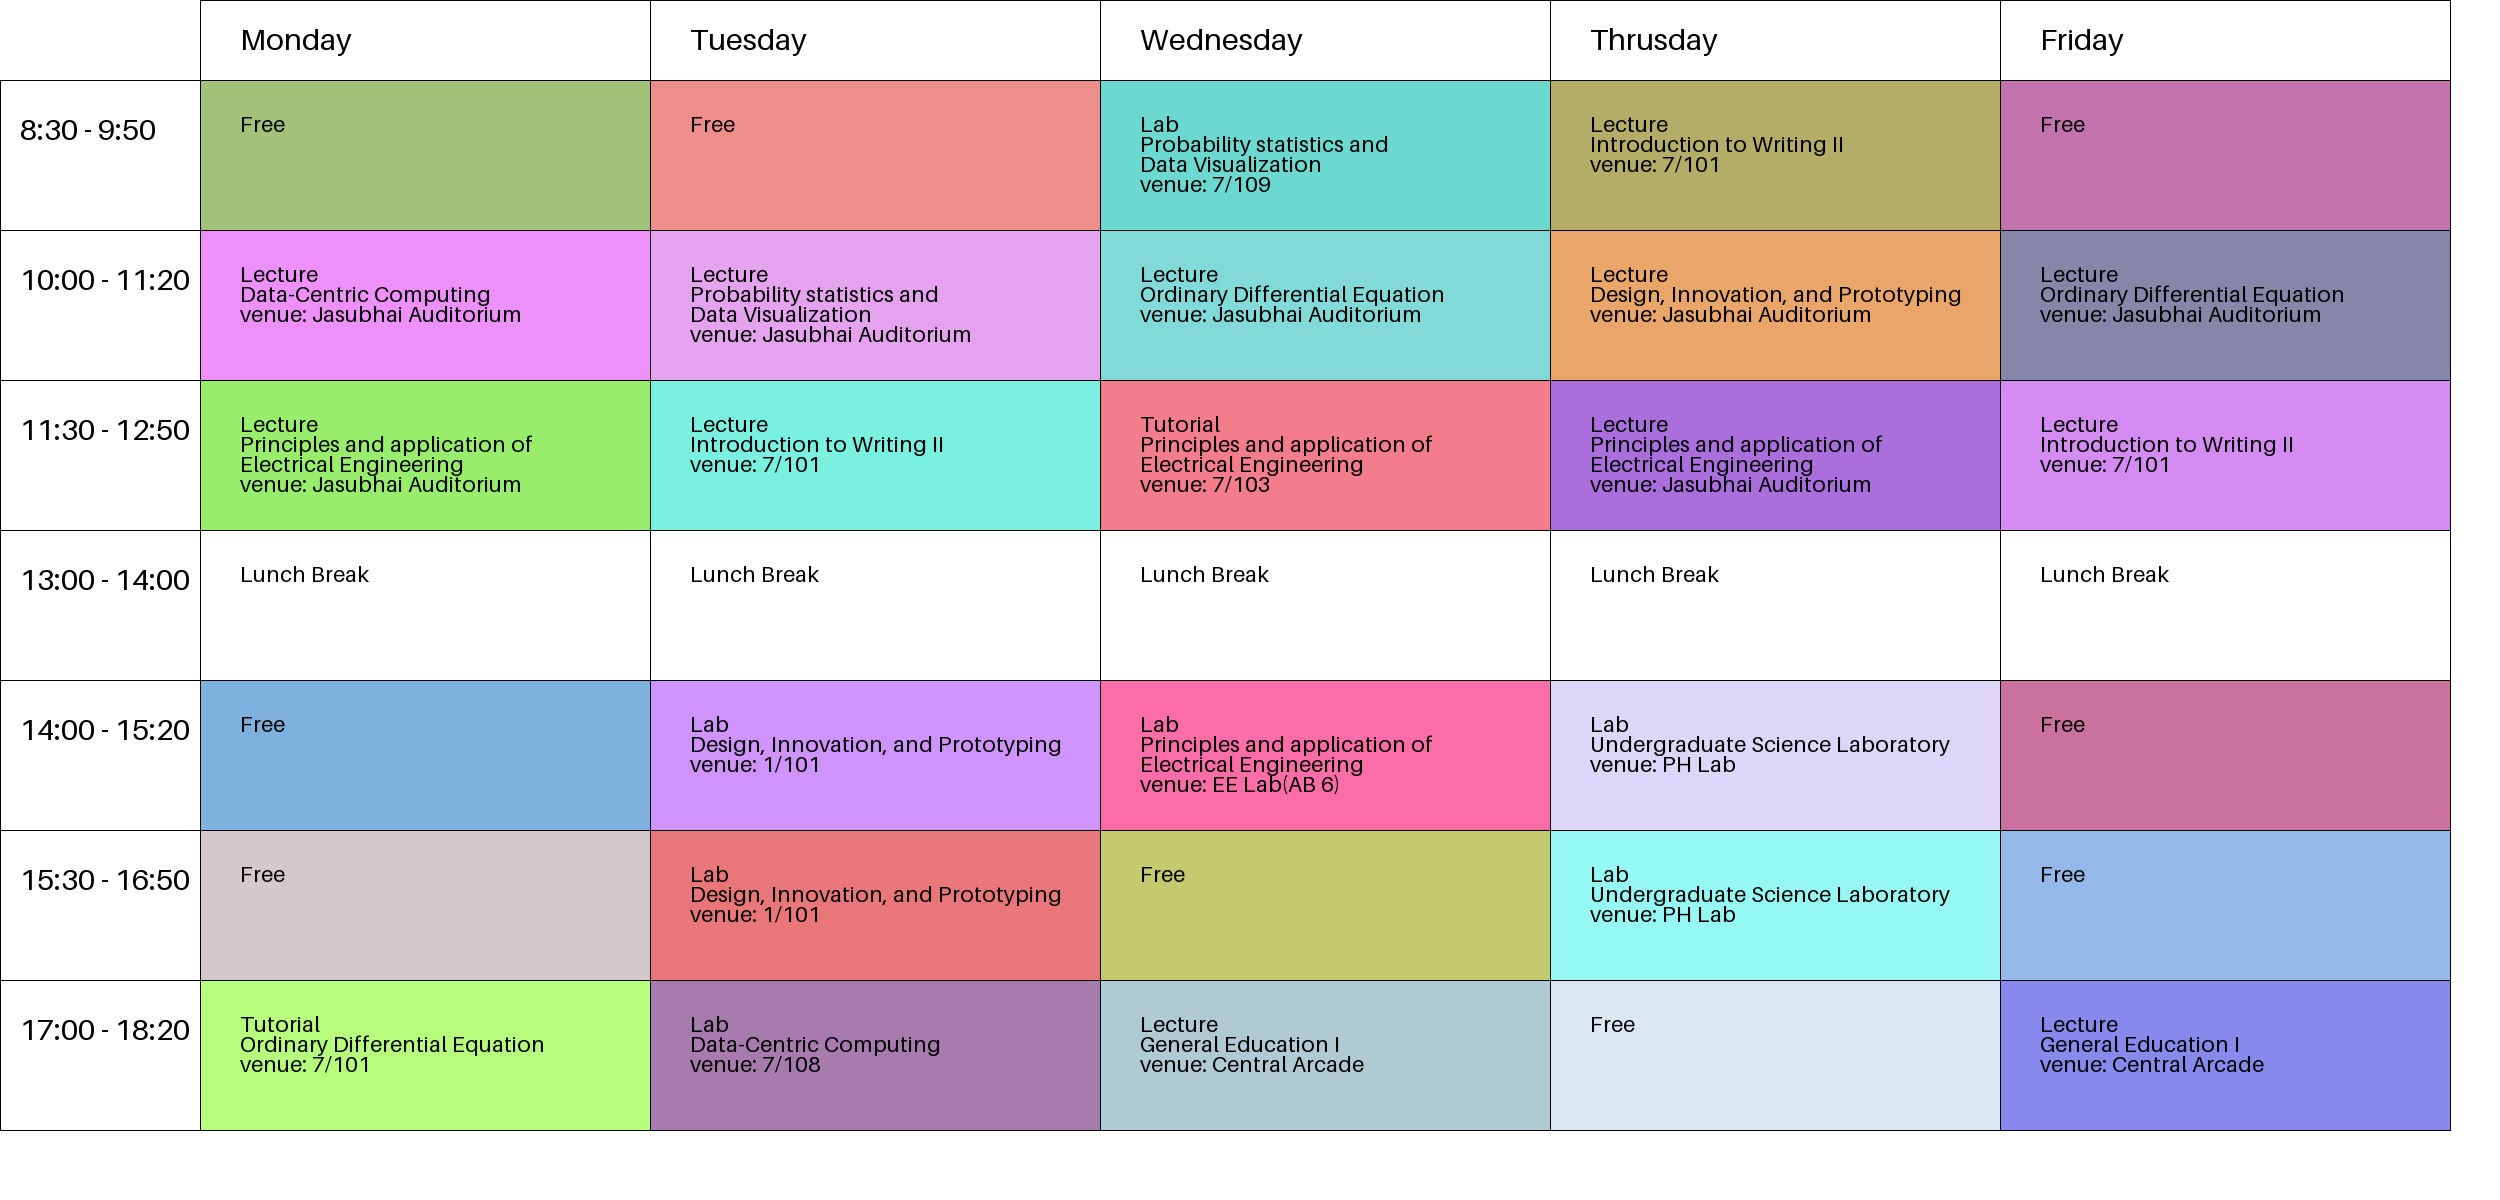 Monday
Tuesday
Wednesday
Thrusday
Friday
8:30 - 9:50
Free
Free
Lab
Probability statistics and
Data Visualization
venue: 7/109
Lecture
Introduction to Writing II
venue: 7/101
Free
10:00 - 11:20
Lecture
Data-Centric Computing
venue: Jasubhai Auditorium
Lecture
Probability statistics and
Data Visualization
venue: Jasubhai Auditorium
Lecture
Ordinary Differential Equation
venue: Jasubhai Auditorium
Lecture
Design, Innovation, and Prototyping
venue: Jasubhai Auditorium
Lecture
Ordinary Differential Equation
venue: Jasubhai Auditorium
11:30 - 12:50
Lecture
Principles and application of
Electrical Engineering
venue: Jasubhai Auditorium
Lecture
Introduction to Writing II
venue: 7/101
Tutorial
Principles and application of
Electrical Engineering
venue: 7/103
Lecture
Principles and application of
Electrical Engineering
venue: Jasubhai Auditorium
Lecture
Introduction to Writing II
venue: 7/101
13:00 - 14:00
Lunch Break
Lunch Break
Lunch Break
Lunch Break
Lunch Break
14:00 - 15:20
Free
Lab
Design, Innovation, and Prototyping
venue: 1/101
Lab
Principles and application of
Electrical Engineering
venue: EE Lab(AB 6)
Lab
Undergraduate Science Laboratory
venue: PH Lab
Free
15:30 - 16:50
Free
Lab
Design, Innovation, and Prototyping
venue: 1/101
Free
Lab
Undergraduate Science Laboratory
venue: PH Lab
Free
17:00 - 18:20
Tutorial
Ordinary Differential Equation
venue: 7/101
Lab
Data-Centric Computing
venue: 7/108
Lecture
General Education I
venue: Central Arcade
Free
Lecture
General Education I
venue: Central Arcade